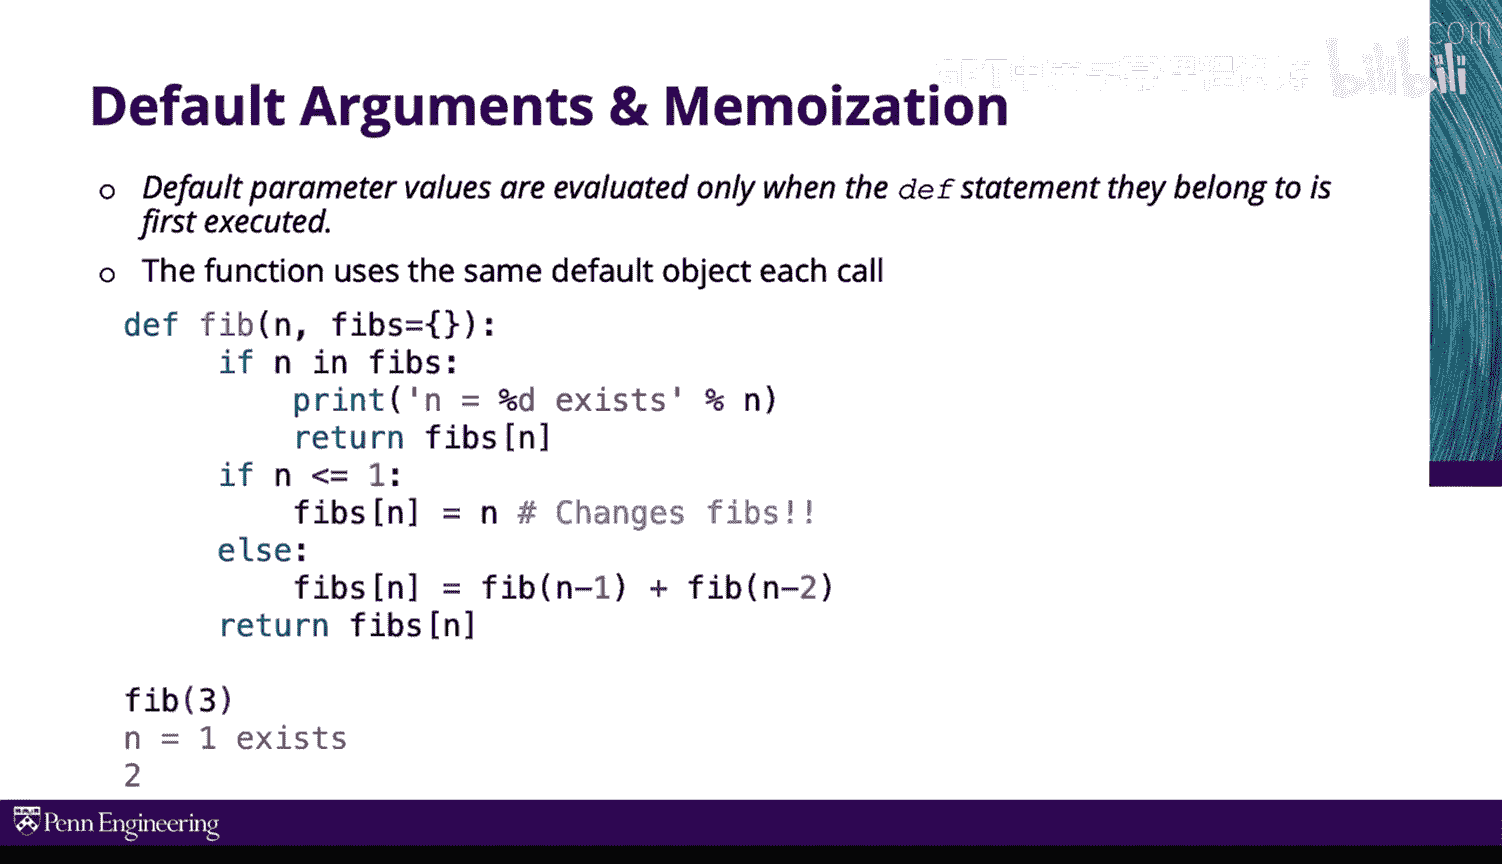 com
bilibili
Default Arguments & Memoization
○ Default parameter values are evaluated only when the def statement they belong to is
first executed.
○ The function uses the same default object each call
def fib(n, fibs={}):
if n in fibs:
print('n = %d exists' % n)
return fibs[n]
if n <= 1:
fibs[n] = n # Changes fibs!!
else:
fibs[n] = fib(n−1) + fib(n−2)
return fibs[n]
fib(3)
n = 1 exists
2
Penn Engineering